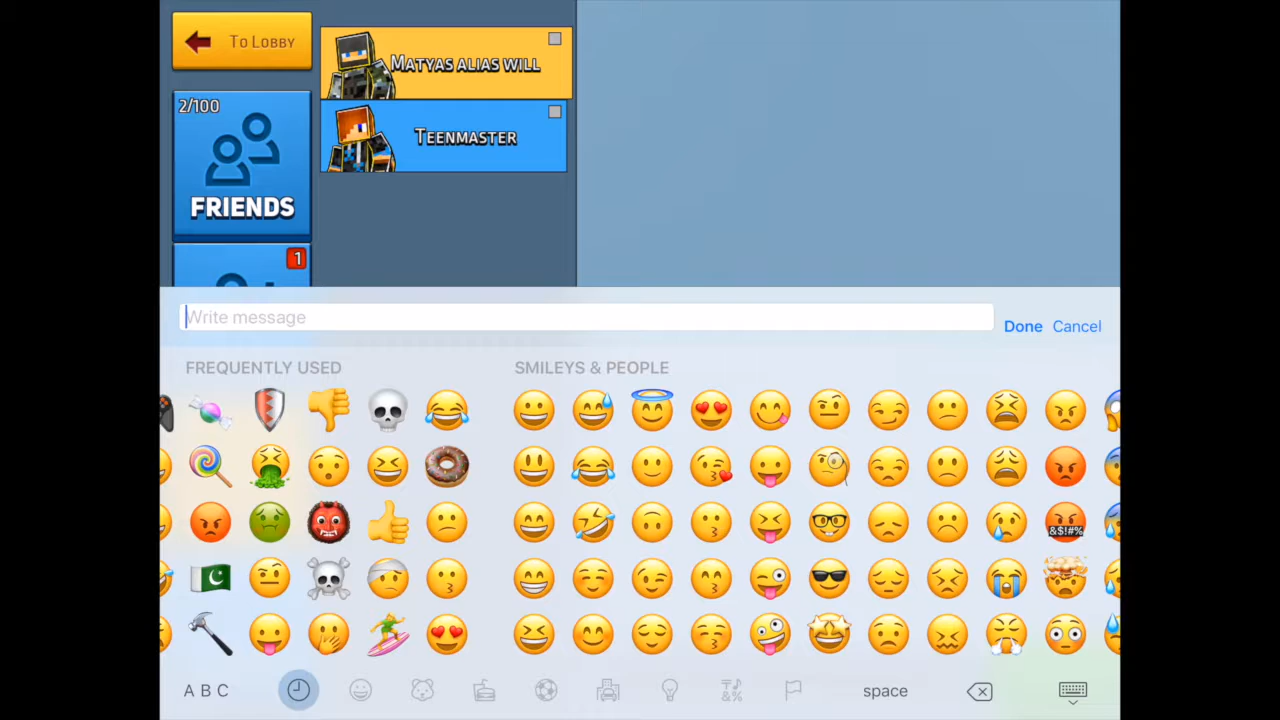 TO LOBBY
MATYAS ALIAS WILL
2/100
TEENMASTER
FRIENDS
1
Write message
Done Cancel
FREQUENTLY USED SMILEYS & PEOPLE
&$!#%
A B C
&%
space